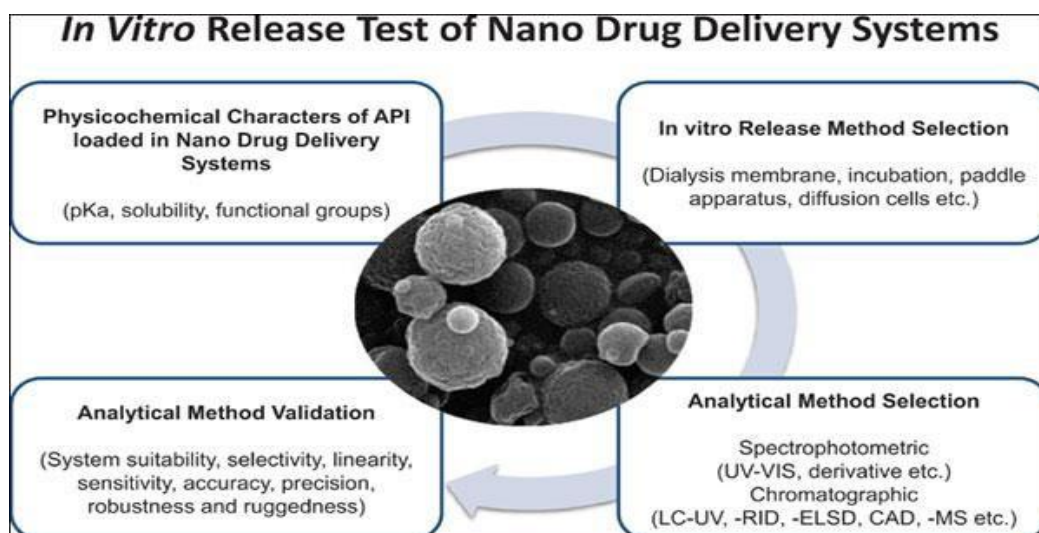 In Vitro Release Test of Nano Drug Delivery Systems
Physicochemical Characters of API
loaded in Nano Drug Delivery
Systems
(pKa, solubility, functional groups)
In vitro Release Method Selection
(Dialysis membrane, incubation, paddle
apparatus, diffusion cells etc.)
Analytical Method Validation
(System suitability, selectivity, linearity,
sensitivity, accuracy, precision,
robustness and ruggedness)
Analytical Method Selection
Spectrophotometric
(UV-VIS, derivative etc.)
Chromatographic
(LC-UV, -RID, -ELSD, CAD, -MS etc.)